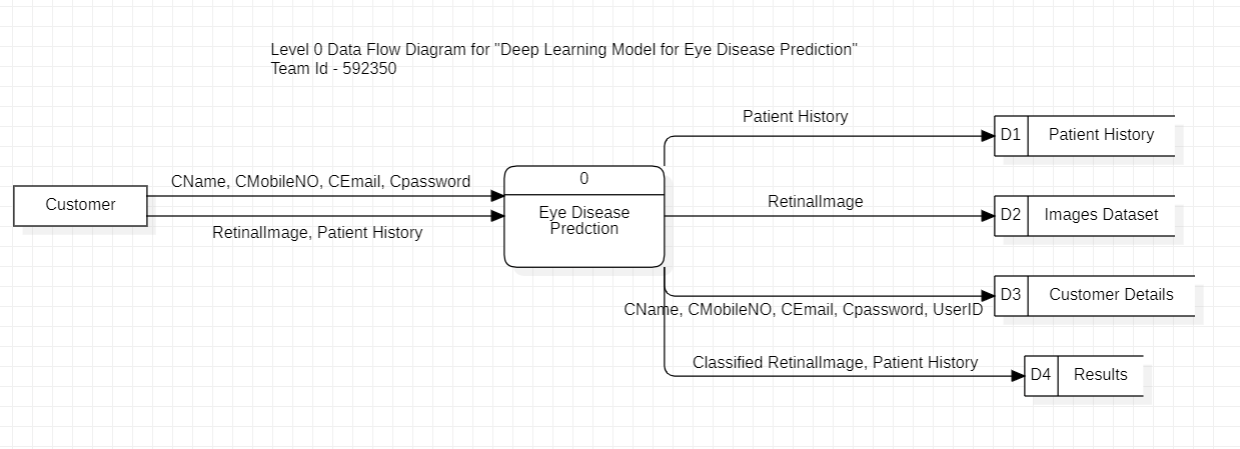 Level 0 Data Flow Diagram for "Deep Learning Model for Eye Disease Prediction"
Team Id - 592350
Patient History
D1 Patient History
CName, CMobileNO, CEmail, Cpassword
0
Customer
RetinalImage
Eye Disease
Predction
D2 Images Dataset
RetinalImage, Patient History
D3 Customer Details
CName, CMobileNO, CEmail, Cpassword, UserID
Classified RetinalImage, Patient History
D4 Results